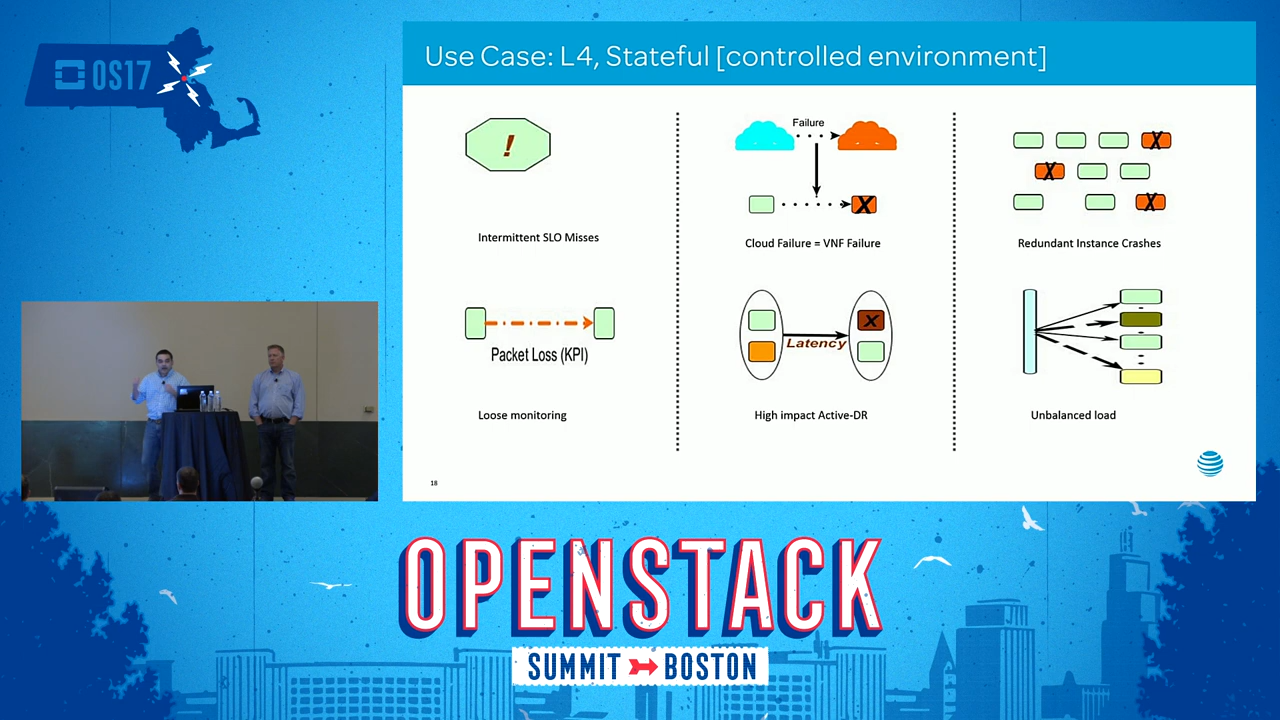 OS17
Use Case: L4, Stateful [controlled environment]
!
Intermittent SLO Misses
Packet Loss (KPI)
Loose monitoring
Failure
X
Cloud Failure = VNF Failure
X
Latency
High impact Active-DR
X
X
X
Redundant Instance Crashes
Unbalanced load
18
OPENSTACK
SUMMIT BOSTON